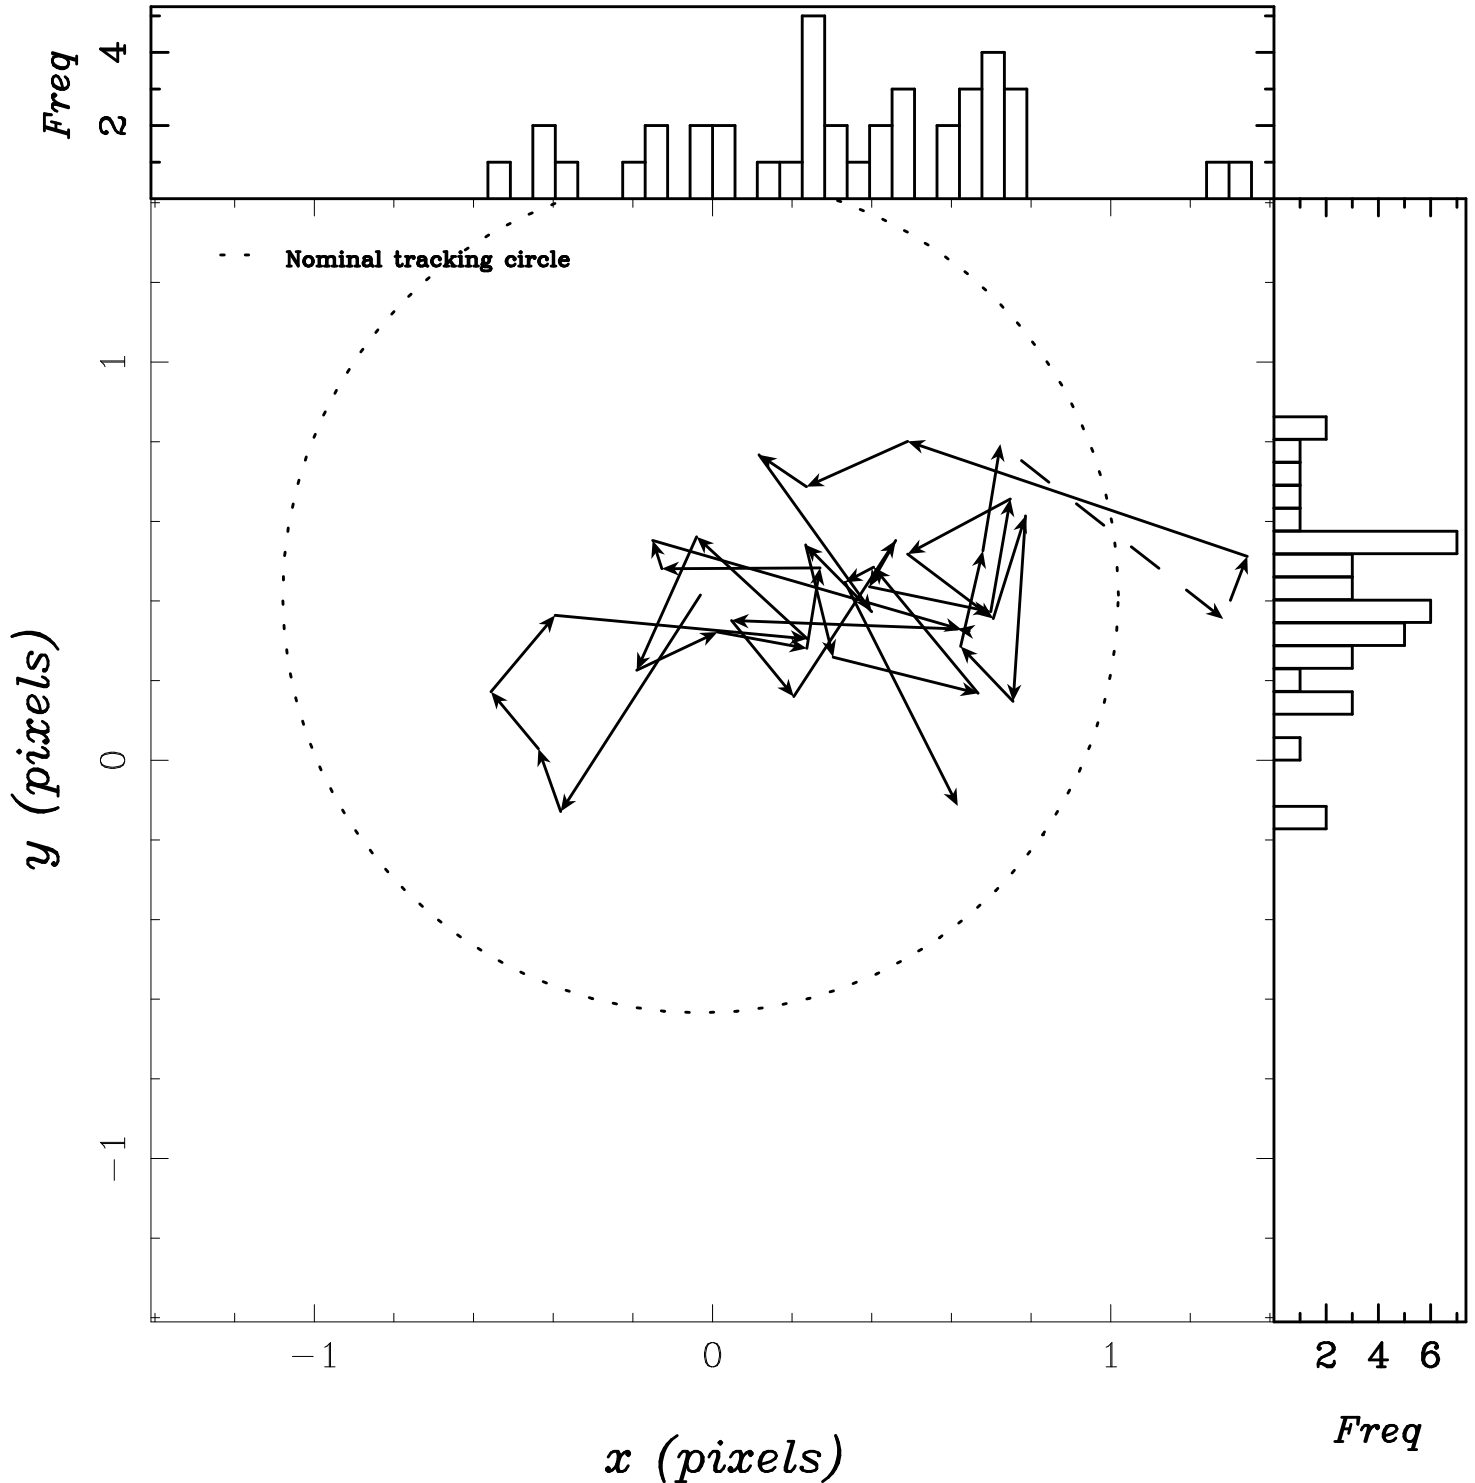 Freq
4
2
Nominal tracking circle
1
0
−1
y (pixels)
−1 0 1
x (pixels)
2 4 6
Freq